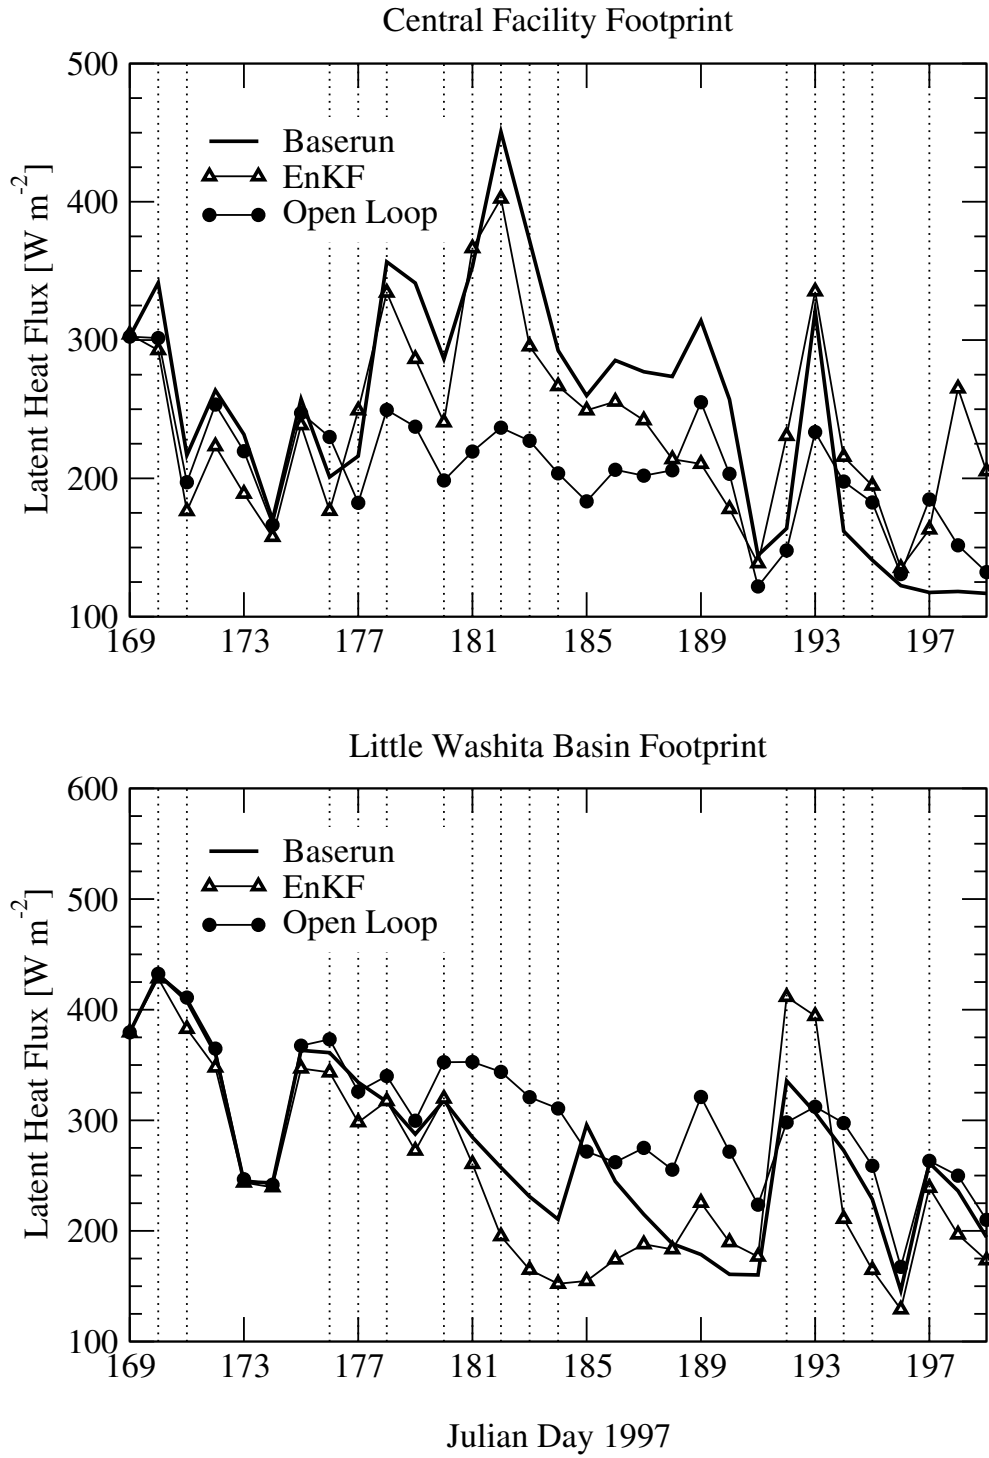 Central Facility Footprint
500
400
300
200
100
Latent Heat Flux [W m-2]
Baserun
EnKF
Open Loop
169 173 177 181 185 189 193 197
Little Washita Basin Footprint
600
500
400
300
200
100
Latent Heat Flux [W m-2]
Baserun
EnKF
Open Loop
169 173 177 181 185 189 193 197
Julian Day 1997